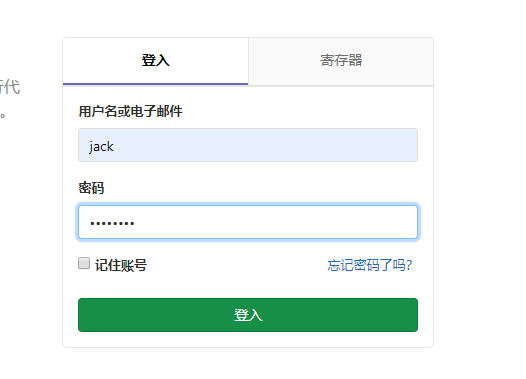 登入
寄存器
行代
。
用户名或电子邮件
jack
密码
••••••••
记住账号
忘记密码了吗?
登入